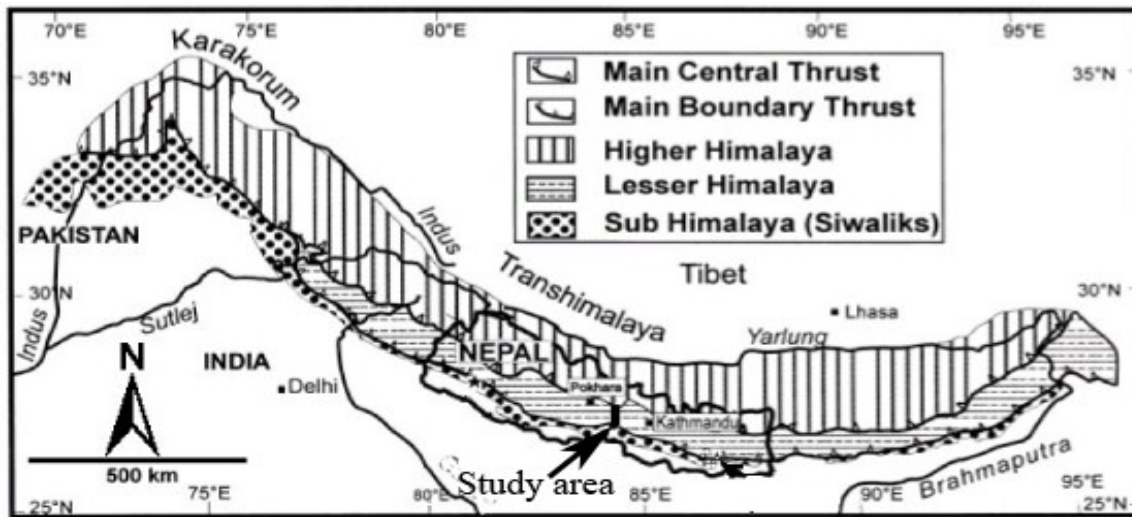 70°E 75°E 80°E 85°E 90°E 95°E
35°N
Karakorum
Main Central Thrust
Main Boundary Thrust
Higher Himalaya
Lesser Himalaya
Sub Himalaya (Siwaliks)
35°N
PAKISTAN
Indus
Transhimalaya
Tibet
30°N
Indus
Sutlej
N
INDIA
Delhi
NEPAL
Pokhara
Kathmandu
Yarlung
Lhasa
30°N
500 km
Study area
Brahmaputra
25°N
75°E 80°E 85°E 90°E 95°E
25°N